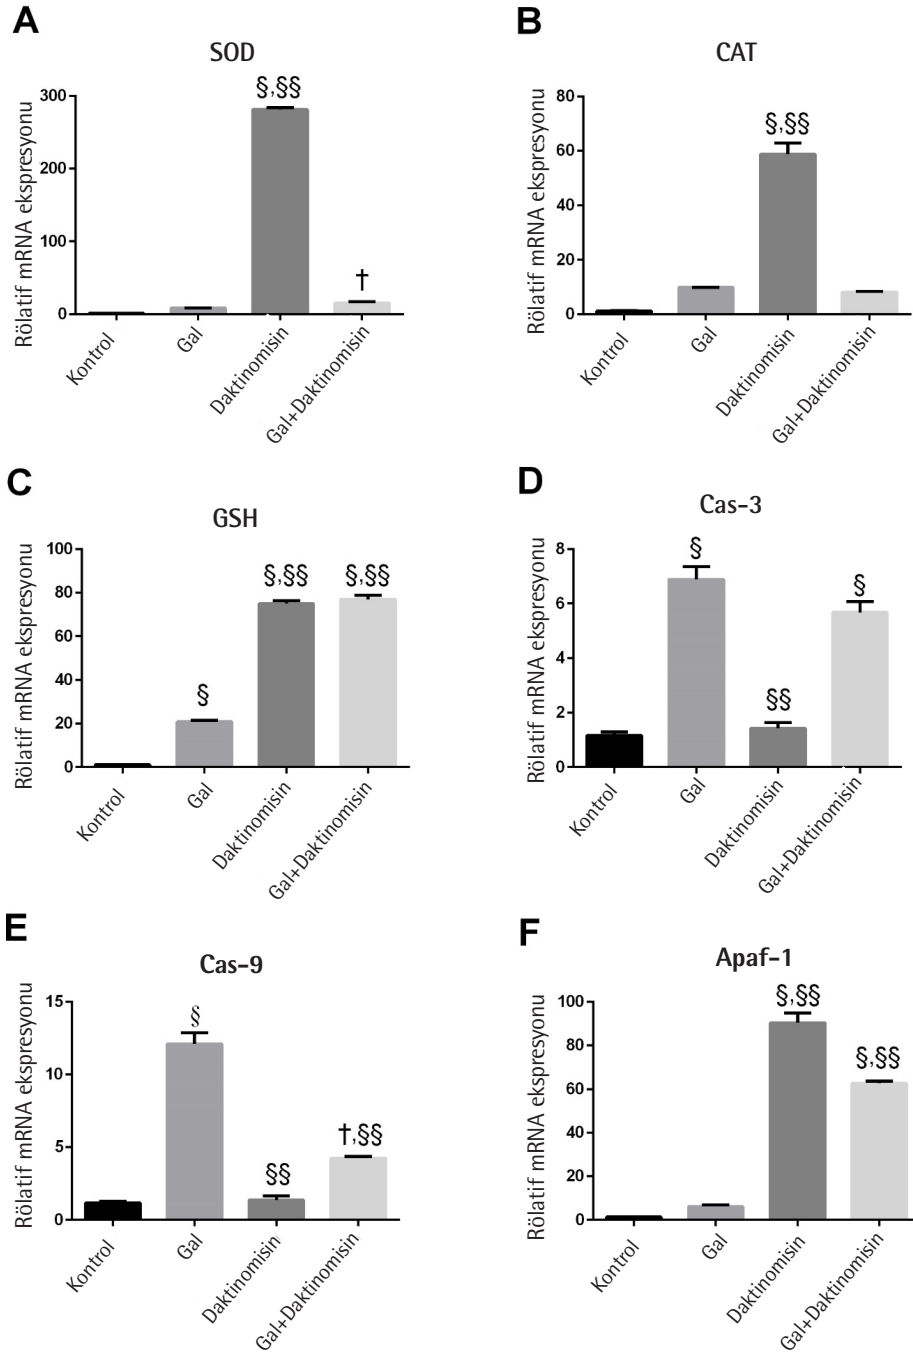 A
SOD
Rölatif mRNA ekspresyonu
300
200
100
0
§,§§
†
Kontrol
Gal
Daktinomisin
Gal+Daktinomisin
B
CAT
Rölatif mRNA ekspresyonu
80
60
40
20
0
§,§§
Kontrol
Gal
Daktinomisin
Gal+Daktinomisin
C
GSH
Rölatif mRNA ekspresyonu
100
80
60
40
20
0
§
§,§§
§,§§
Kontrol
Gal
Daktinomisin
Gal+Daktinomisin
D
Cas-3
Rölatif mRNA ekspresyonu
8
6
4
2
0
§
§§
§
Kontrol
Gal
Daktinomisin
Gal+Daktinomisin
E
Cas-9
Rölatif mRNA ekspresyonu
15
10
5
0
§
§§
†,§§
Kontrol
Gal
Daktinomisin
Gal+Daktinomisin
F
Apaf-1
Rölatif mRNA ekspresyonu
100
80
60
40
20
0
§,§§
§,§§
Kontrol
Gal
Daktinomisin
Gal+Daktinomisin